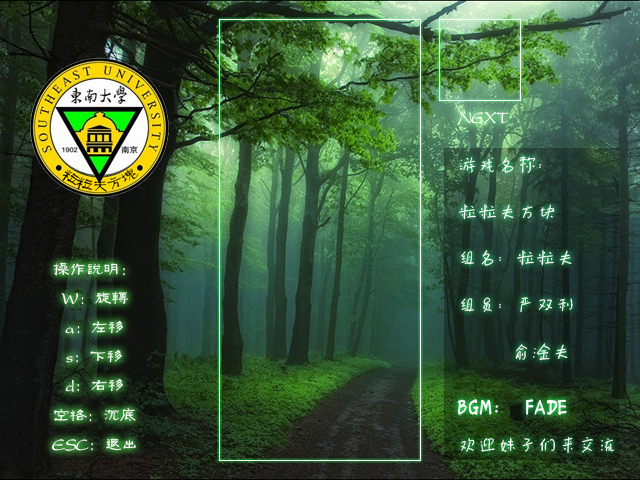 SOUTHEAST UNIVERSITY
東南大學
1902 南京
粒粒夫方塊
操作說明：
W：旋轉
a：左移
s：下移
d：右移
空格：沉底
ESC：退出
NEXT
游戏名称：
粒粒夫方块
组名：粒粒夫
组员：严双利
俞淦夫
BGM： FADE
欢迎妹子们来交流